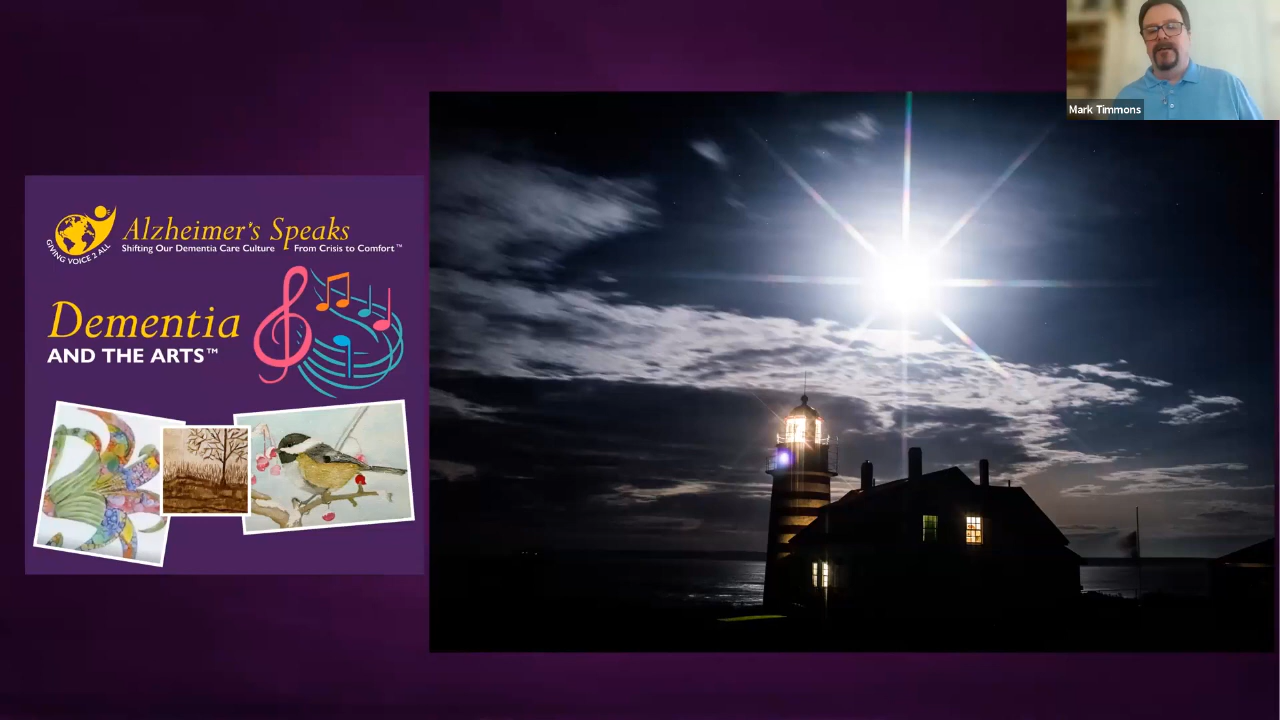 Mark Timmons
GIVING VOICE 2 ALL
Alzheimer's Speaks
Shifting Our Dementia Care Culture From Crisis to Comfort™
Dementia
AND THE ARTS™